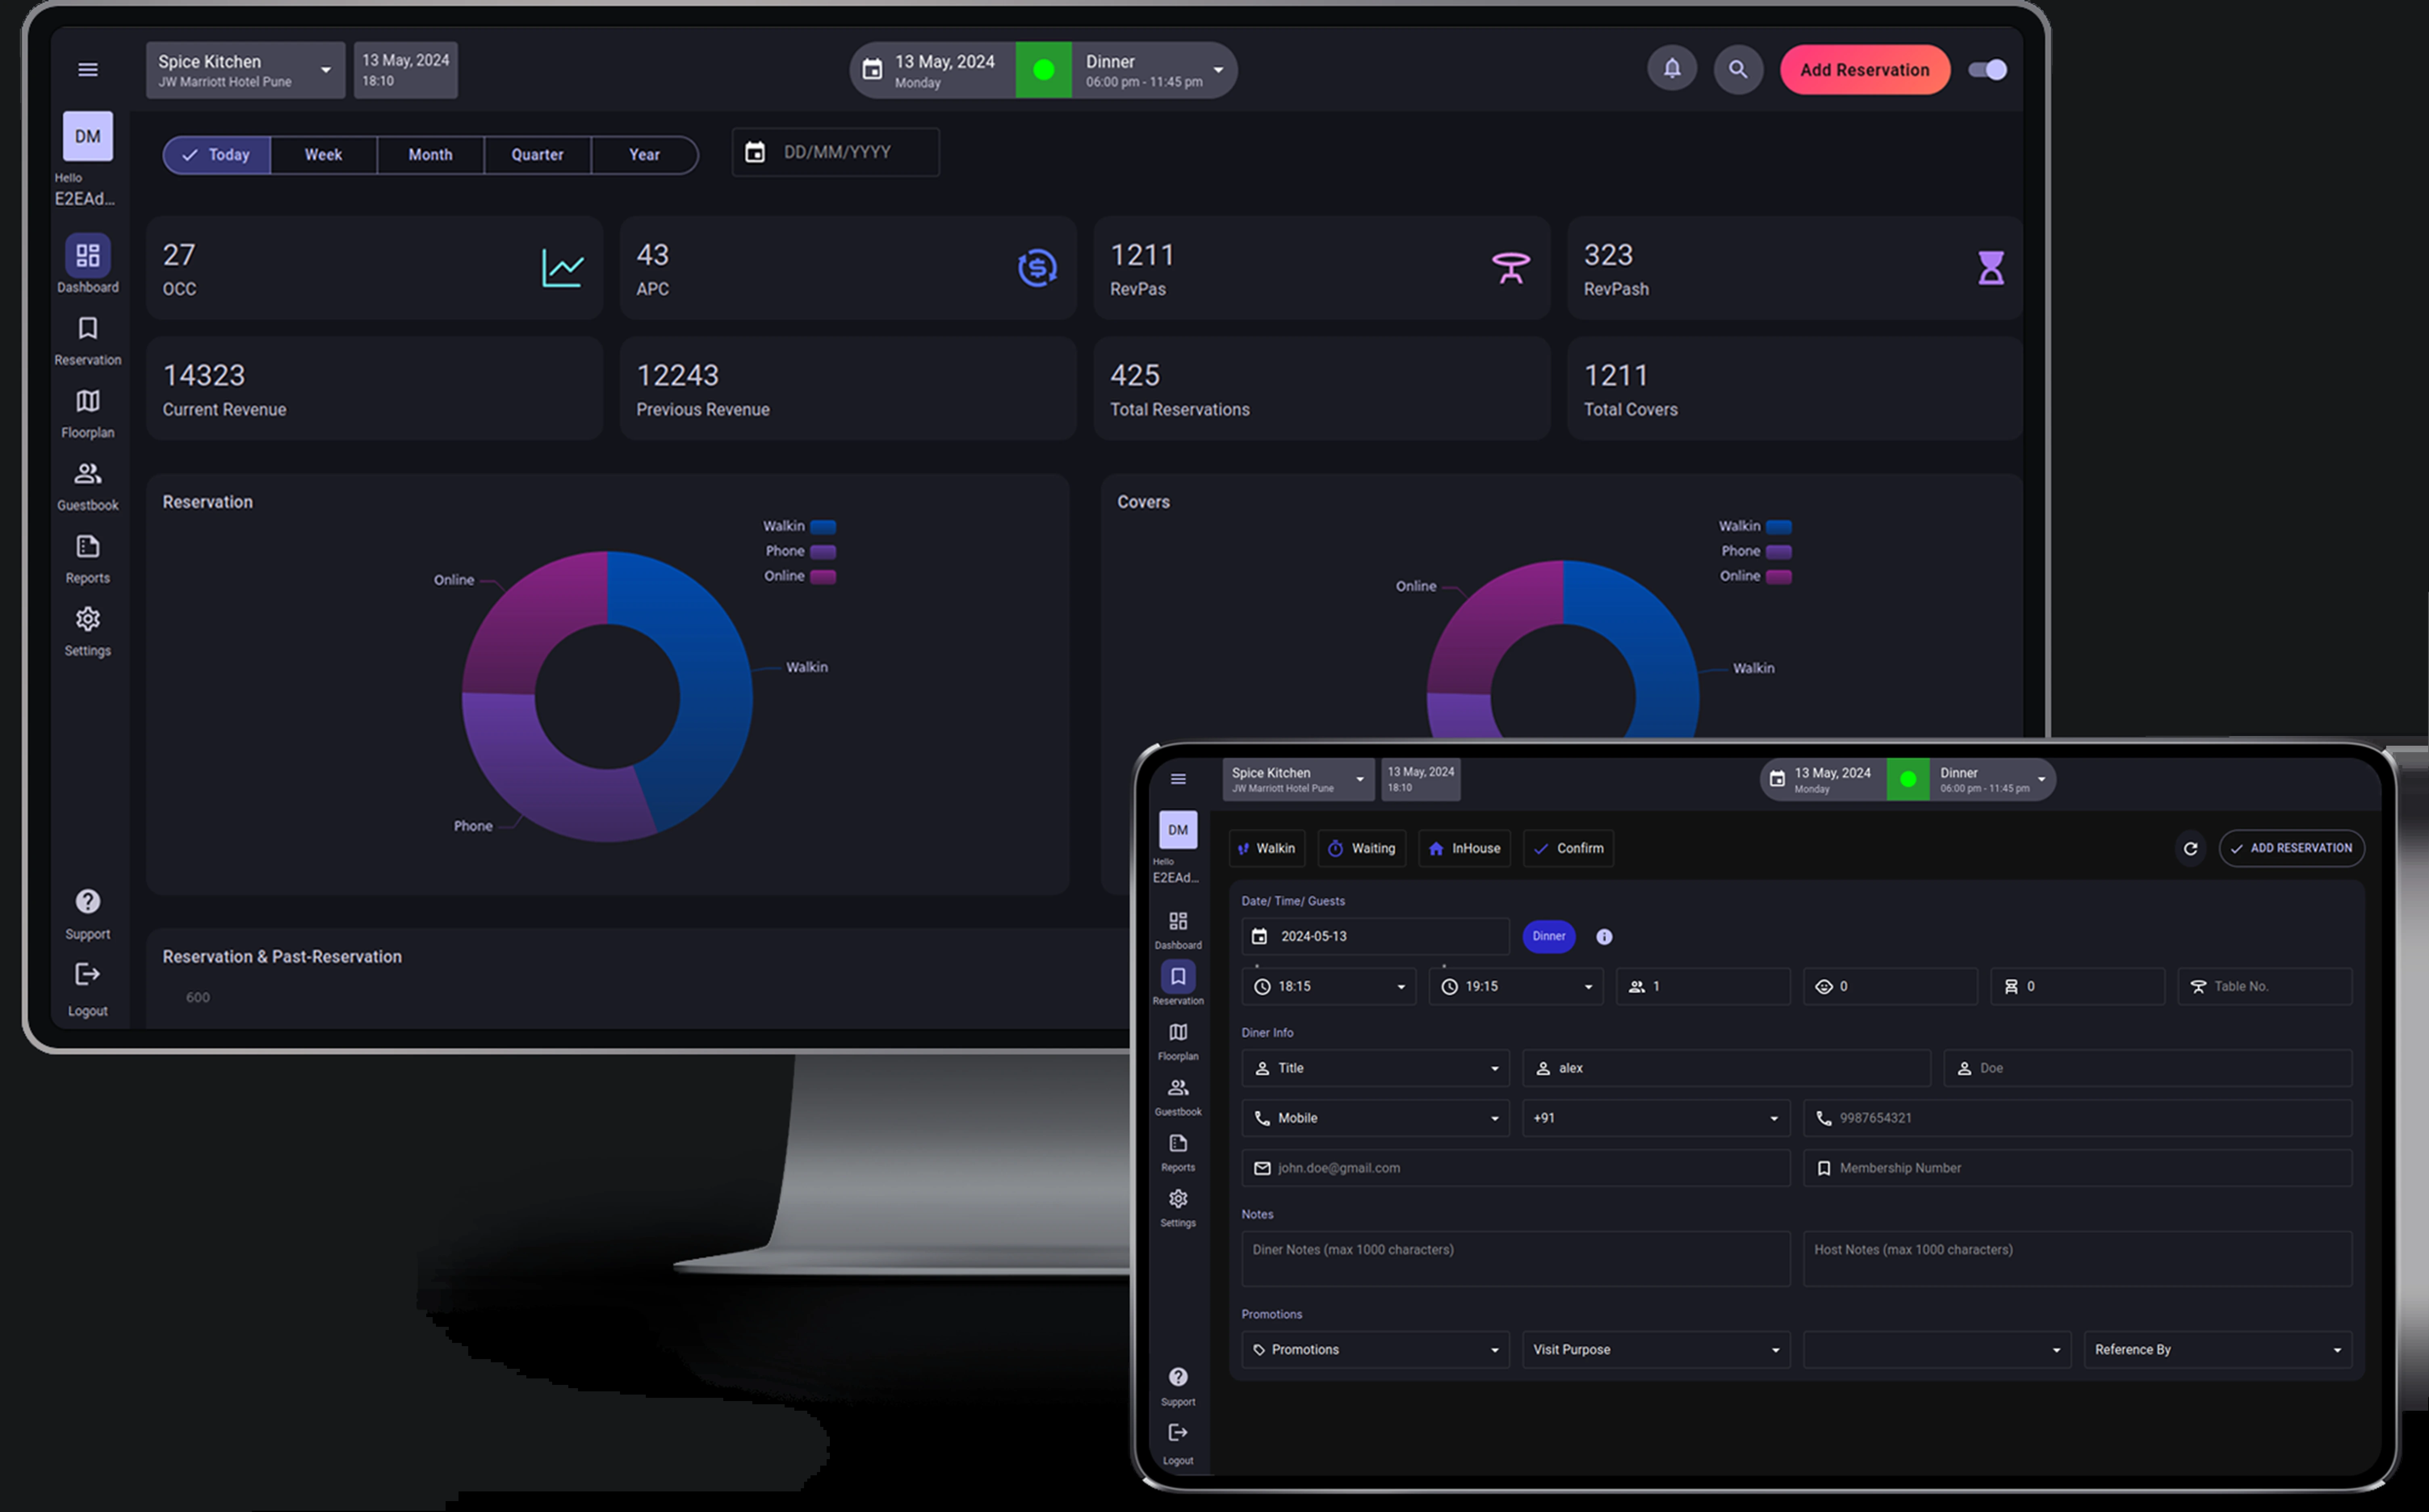 Spice Kitchen
JW Marriott Hotel Pune
13 May, 2024
18:10
13 May, 2024
Monday
Dinner
06:00 pm - 11:45 pm
Add Reservation
DM
Hello
E2EAd...
Dashboard
Reservation
Floorplan
Guestbook
Reports
Settings
Support
Logout
Today
Week
Month
Quarter
Year
DD/MM/YYYY
27
OCC
43
APC
1211
RevPas
323
RevPash
14323
Current Revenue
12243
Previous Revenue
425
Total Reservations
1211
Total Covers
Reservation
Walkin
Phone
Online
Online
Walkin
Phone
Covers
Walkin
Phone
Online
Online
Walkin
Reservation & Past-Reservation
600
Spice Kitchen
JW Marriott Hotel Pune
13 May, 2024
18:10
13 May, 2024
Monday
Dinner
06:00 pm - 11:45 pm
DM
Hello
E2EAd...
Dashboard
Reservation
Floorplan
Guestbook
Reports
Settings
Support
Logout
Walkin
Waiting
InHouse
Confirm
ADD RESERVATION
Date/ Time/ Guests
2024-05-13
Dinner
18:15
19:15
1
0
0
Table No.
Diner Info
Title
alex
Doe
Mobile
+91
9987654321
john.doe@gmail.com
Membership Number
Notes
Diner Notes (max 1000 characters)
Host Notes (max 1000 characters)
Promotions
Promotions
Visit Purpose
Reference By